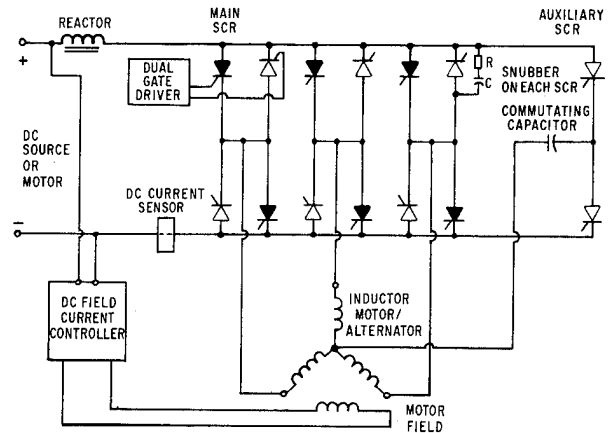 REACTOR
MAIN
SCR
AUXILIARY
SCR
+
DUAL
GATE
DRIVER
R
C
SNUBBER
ON EACH SCR
COMMUTATING
CAPACITOR
DC
SOURCE
OR
MOTOR
DC CURRENT
SENSOR
−
DC FIELD
CURRENT
CONTROLLER
INDUCTOR
MOTOR/
ALTERNATOR
MOTOR
FIELD